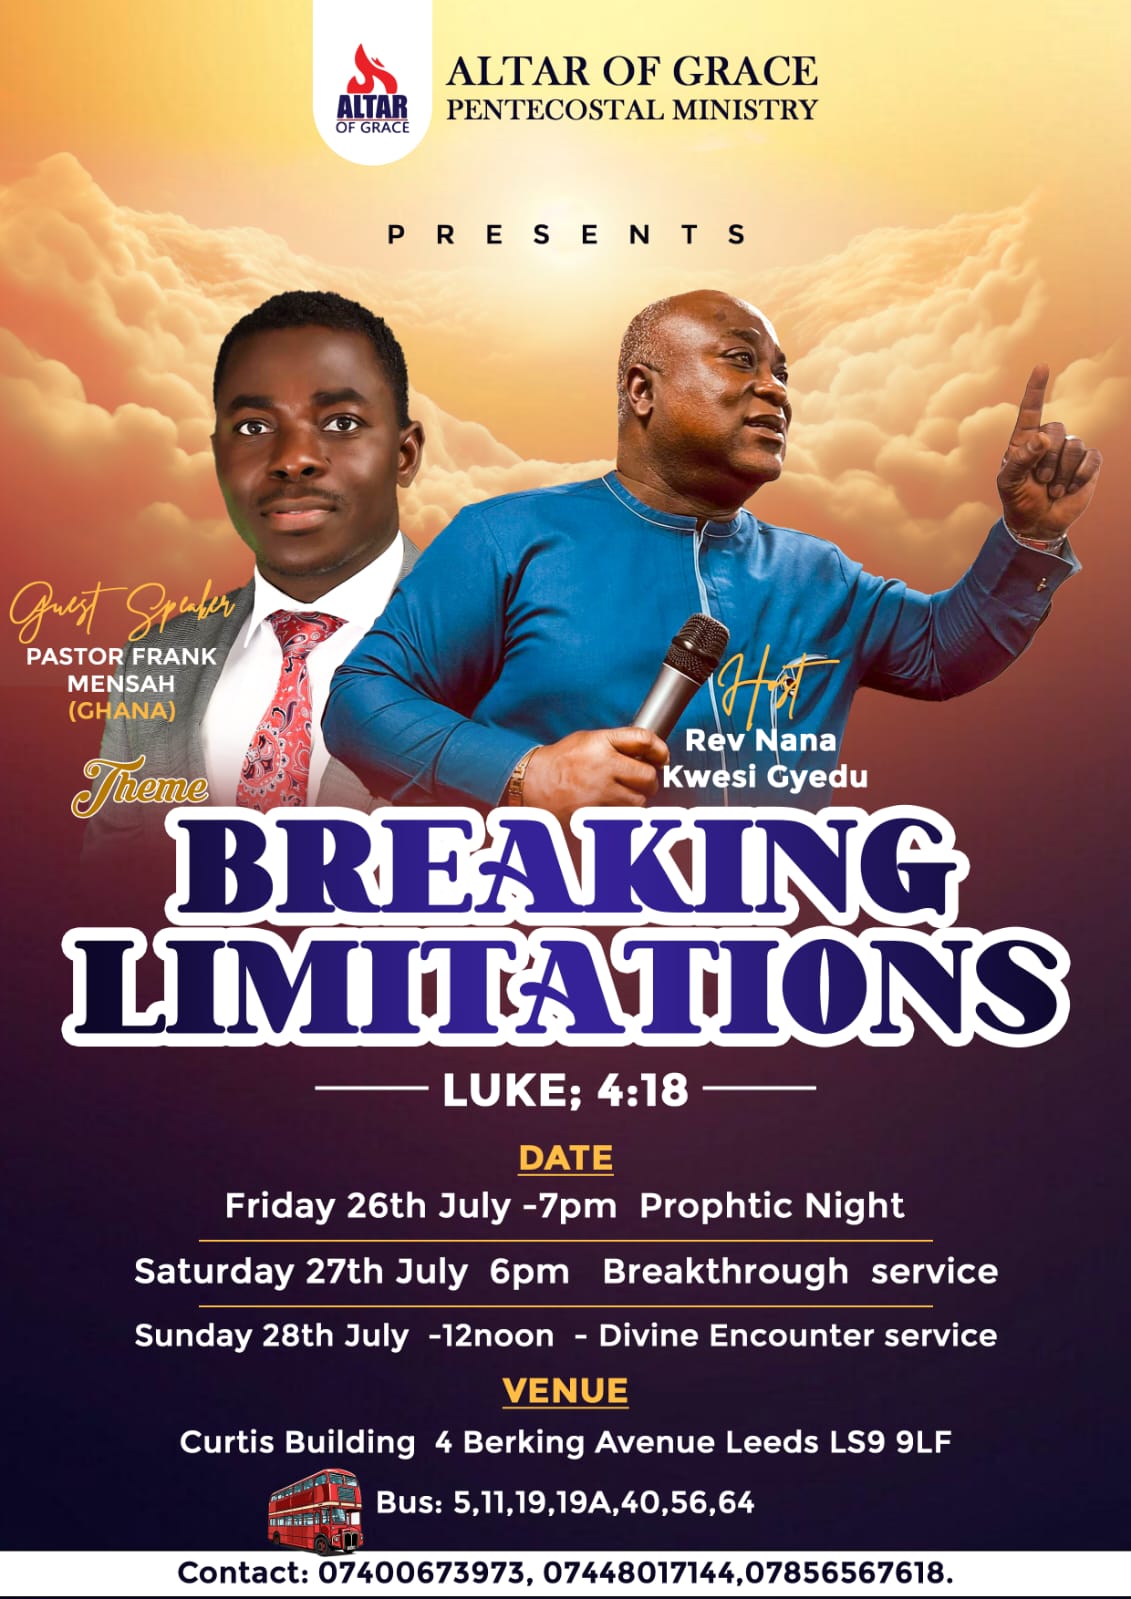 ALTAR
OF GRACE
ALTAR OF GRACE
PENTECOSTAL MINISTRY
PRESENTS
Guest Speaker
PASTOR FRANK
MENSAH
(GHANA)
Host
Rev Nana
Kwesi Gyedu
Theme
BREAKING
LIMITATIONS
LUKE; 4:18
DATE
Friday 26th July -7pm Prophtic Night
Saturday 27th July 6pm Breakthrough service
Sunday 28th July -12noon - Divine Encounter service
VENUE
Curtis Building 4 Berking Avenue Leeds LS9 9LF
Bus: 5,11,19,19A,40,56,64
Contact: 07400673973, 07448017144,07856567618.